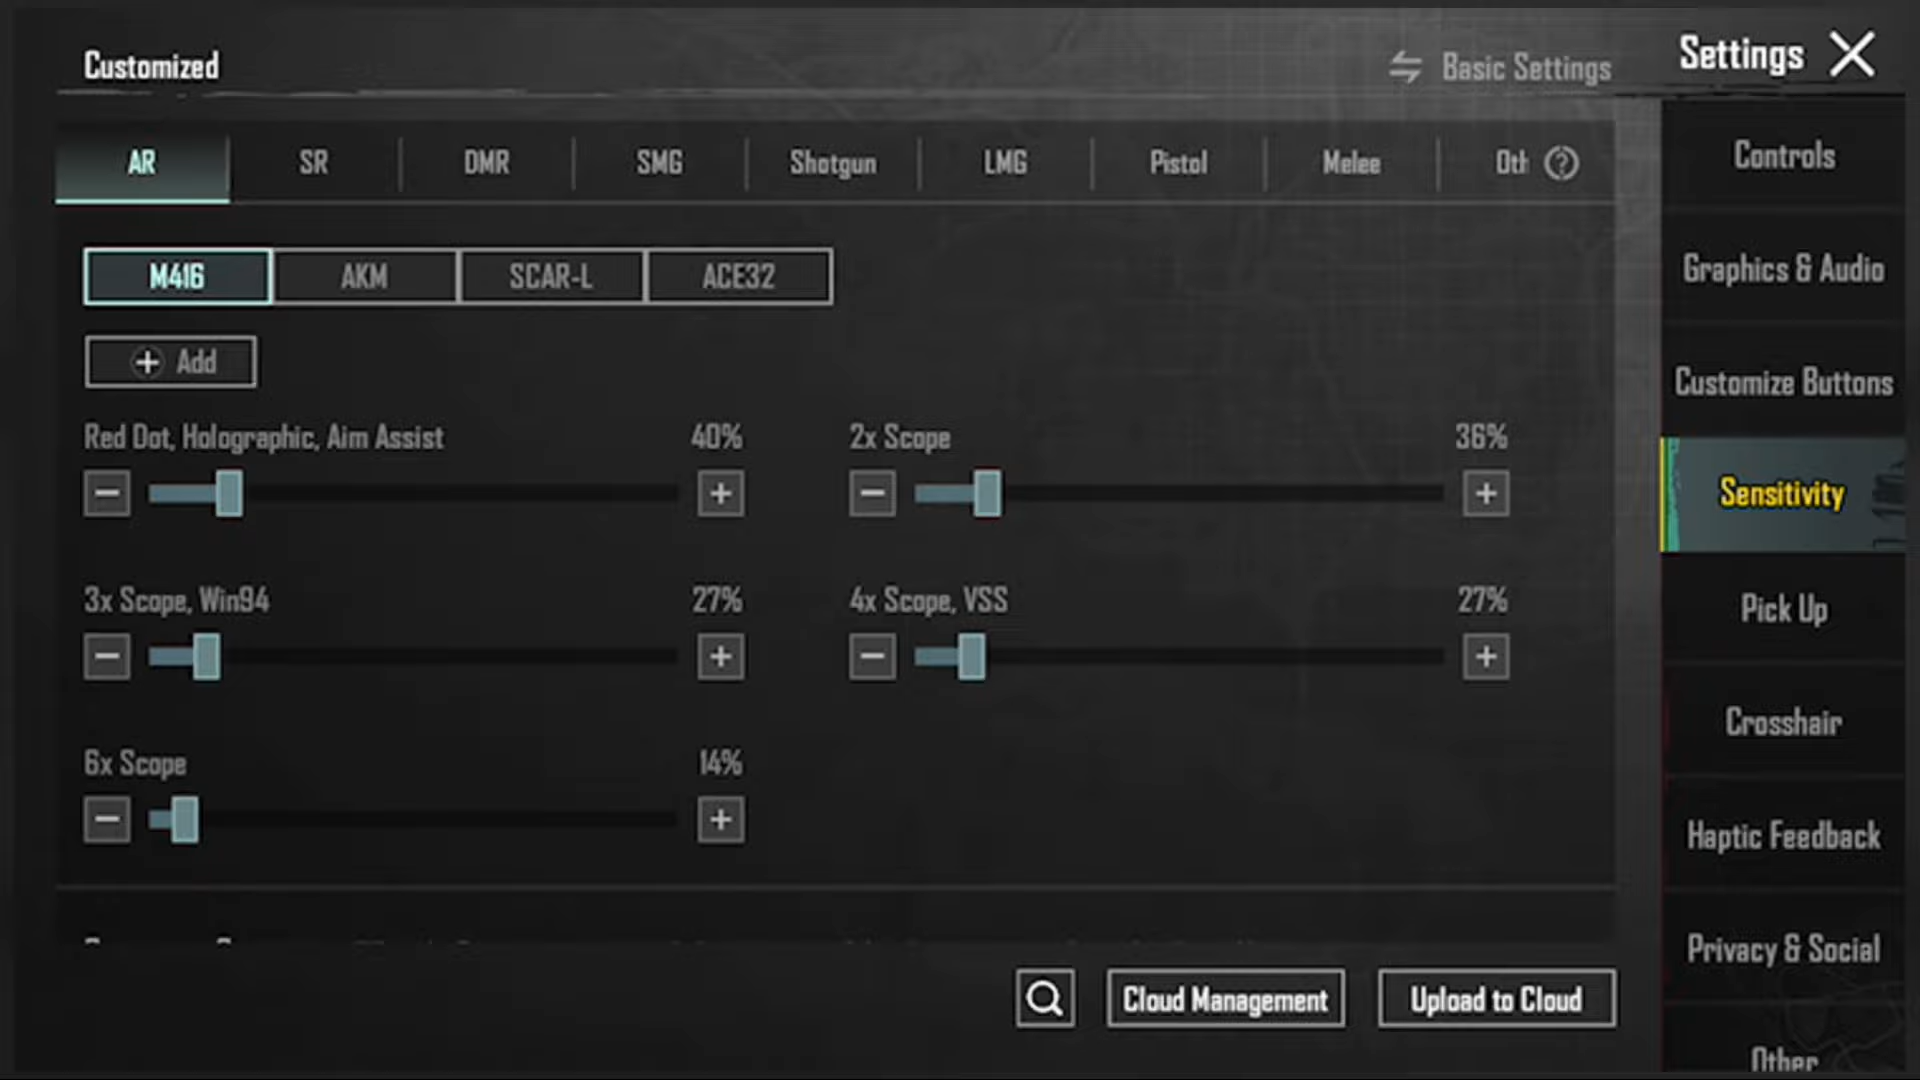 Customized
Basic Settings
Settings
AR
SR
DMR
SMG
Shotgun
LMG
Pistol
Melee
Oth
M416
AKM
SCAR-L
ACE32
Add
Red Dot, Holographic, Aim Assist
40%
2x Scope
36%
3x Scope, Win94
27%
4x Scope, VSS
27%
6x Scope
14%
Cloud Management
Upload to Cloud
Controls
Graphics & Audio
Customize Buttons
Sensitivity
Pick Up
Crosshair
Haptic Feedback
Privacy & Social
Other